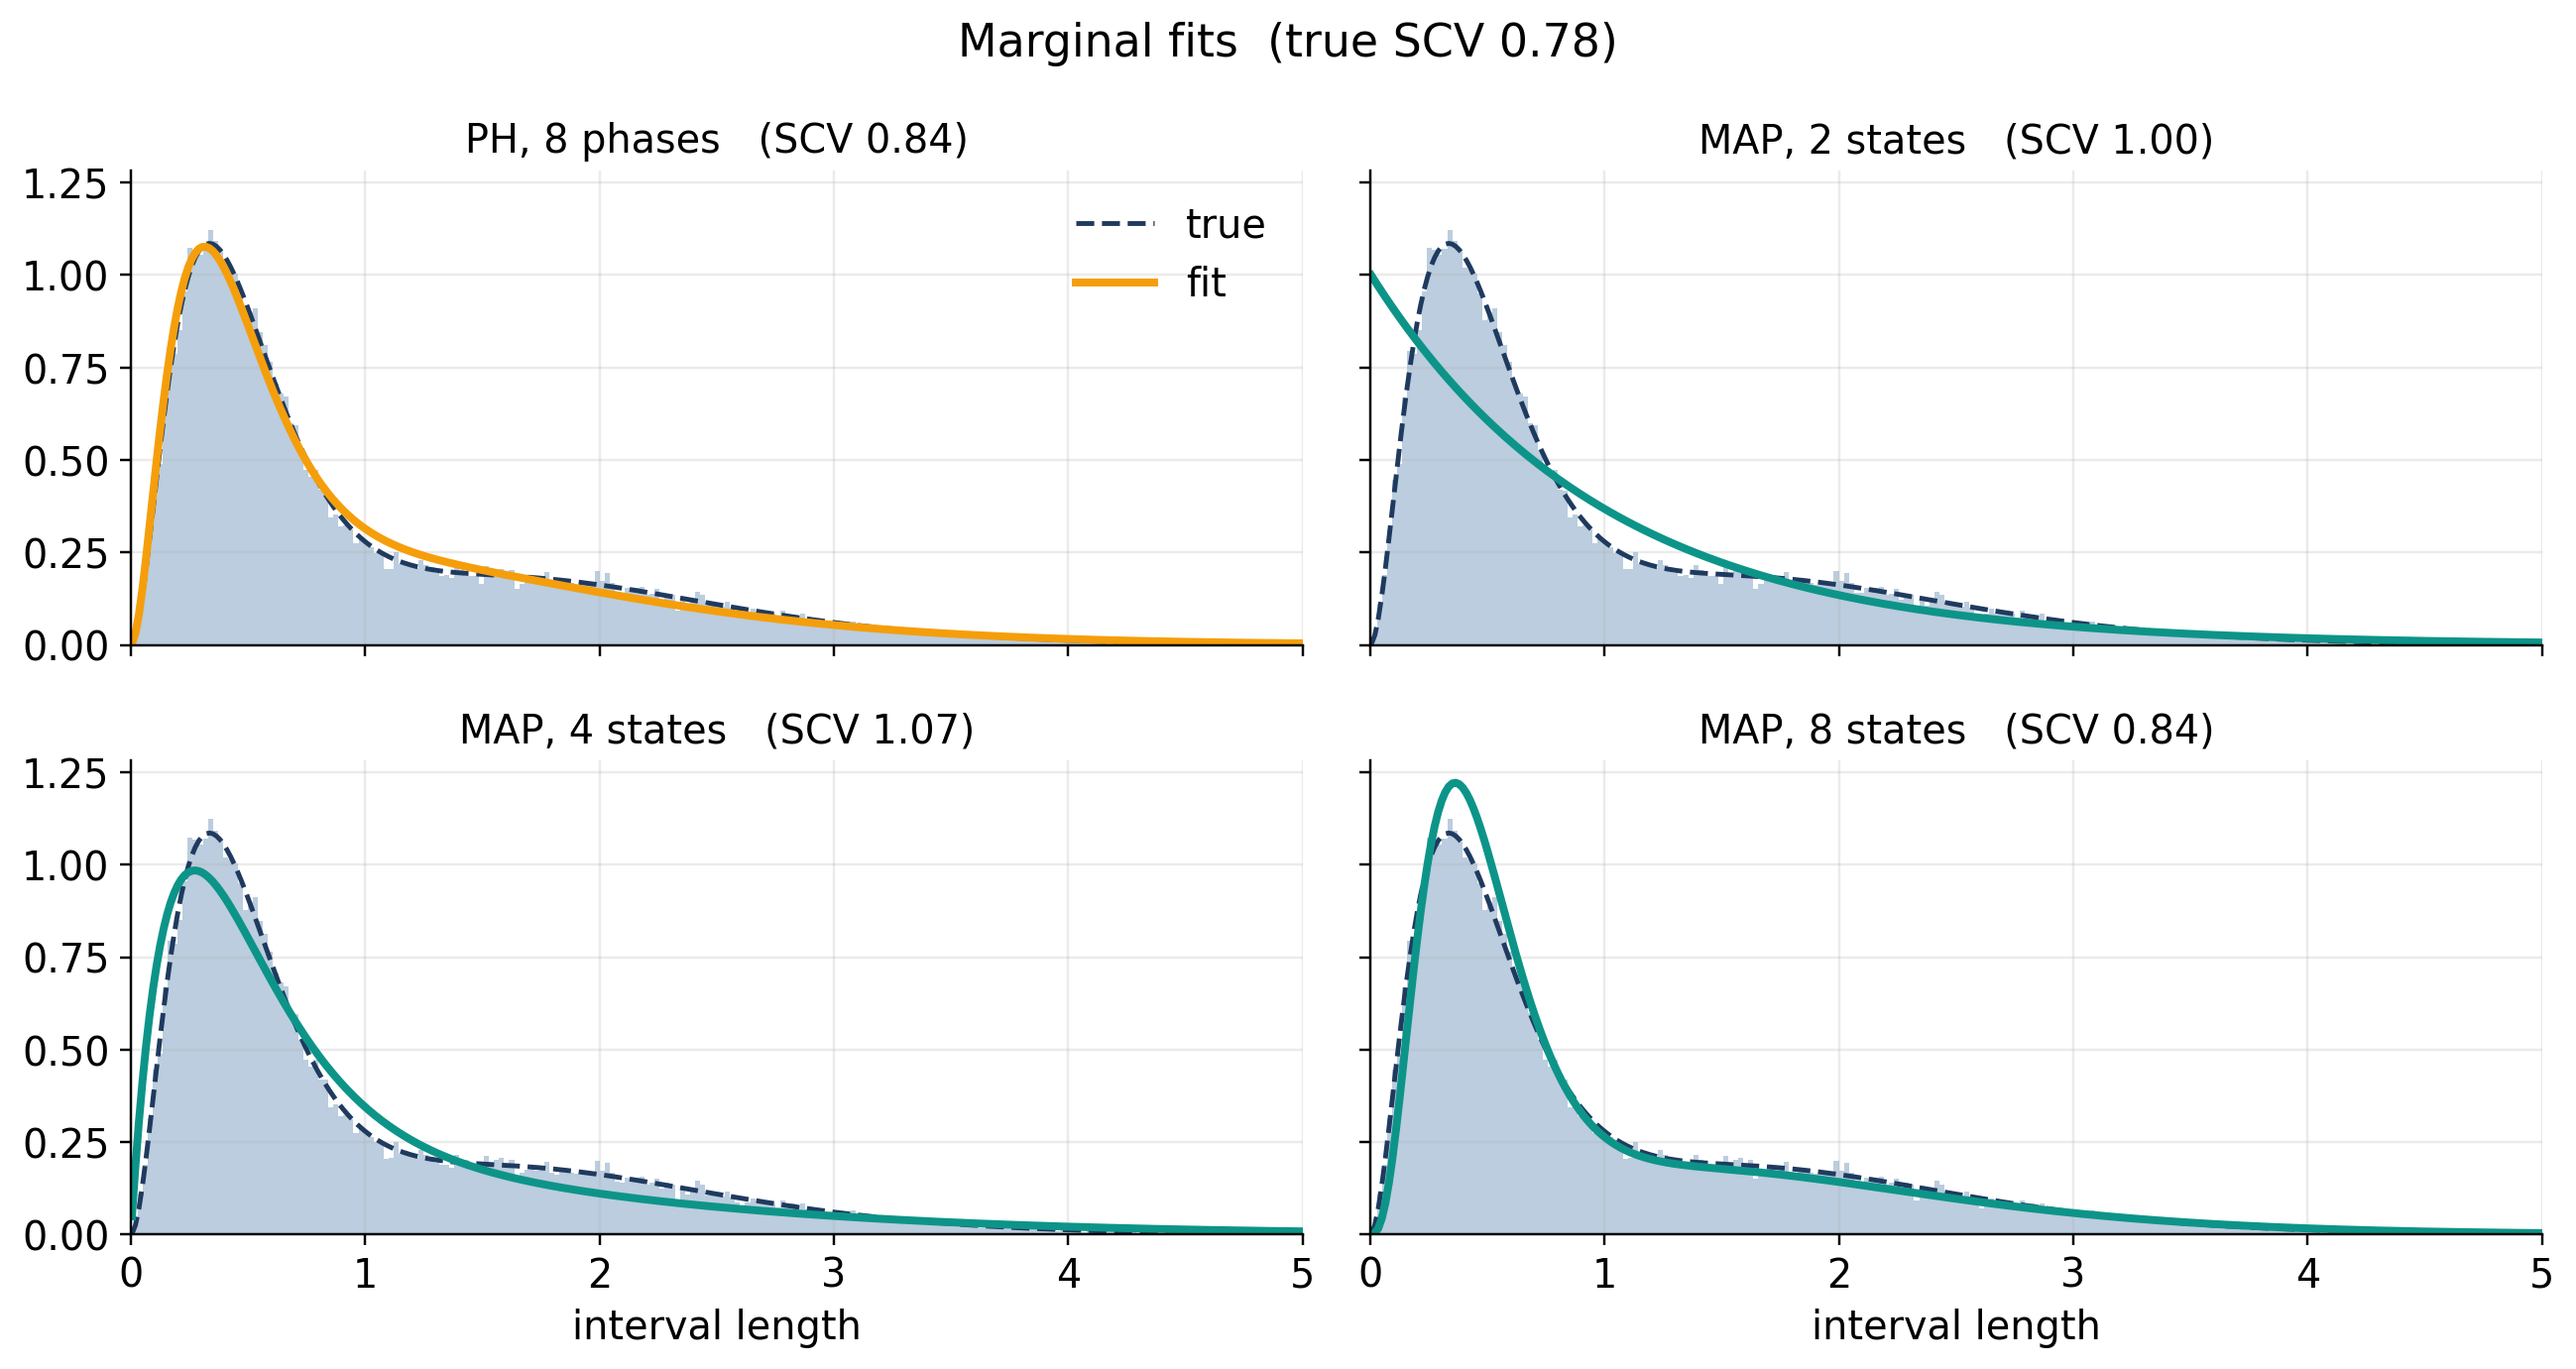 Marginal fits  (true SCV 0.78)
PH, 8 phases   (SCV 0.84)
MAP, 2 states   (SCV 1.00)
1.25
1.00
0.75
0.50
0.25
0.00
true
fit
MAP, 4 states   (SCV 1.07)
MAP, 8 states   (SCV 0.84)
1.25
1.00
0.75
0.50
0.25
0.00
0 1 2 3 4 5
0 1 2 3 4 5
interval length
interval length